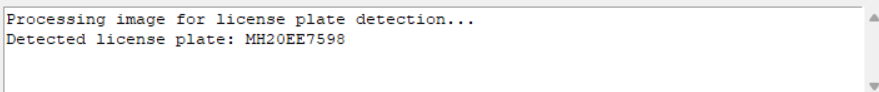 Processing image for license plate detection...
Detected license plate: MH20EE7598